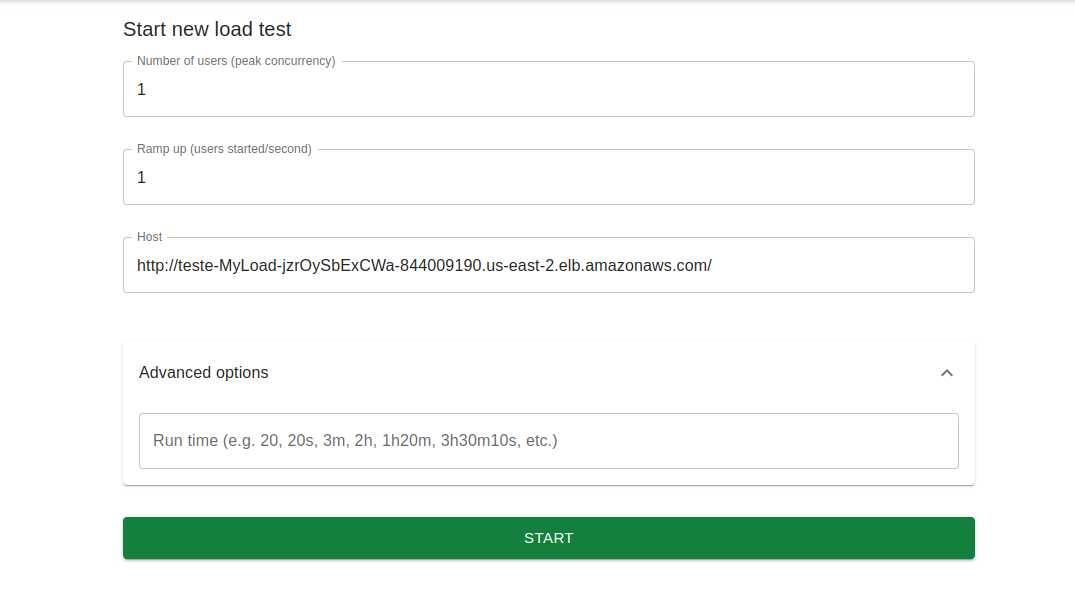 Start new load test
Number of users (peak concurrency)
1
Ramp up (users started/second)
1
Host
http://teste-MyLoad-jzrOySbExCWa-844009190.us-east-2.elb.amazonaws.com/
Advanced options
Run time (e.g. 20, 20s, 3m, 2h, 1h20m, 3h30m10s, etc.)
START